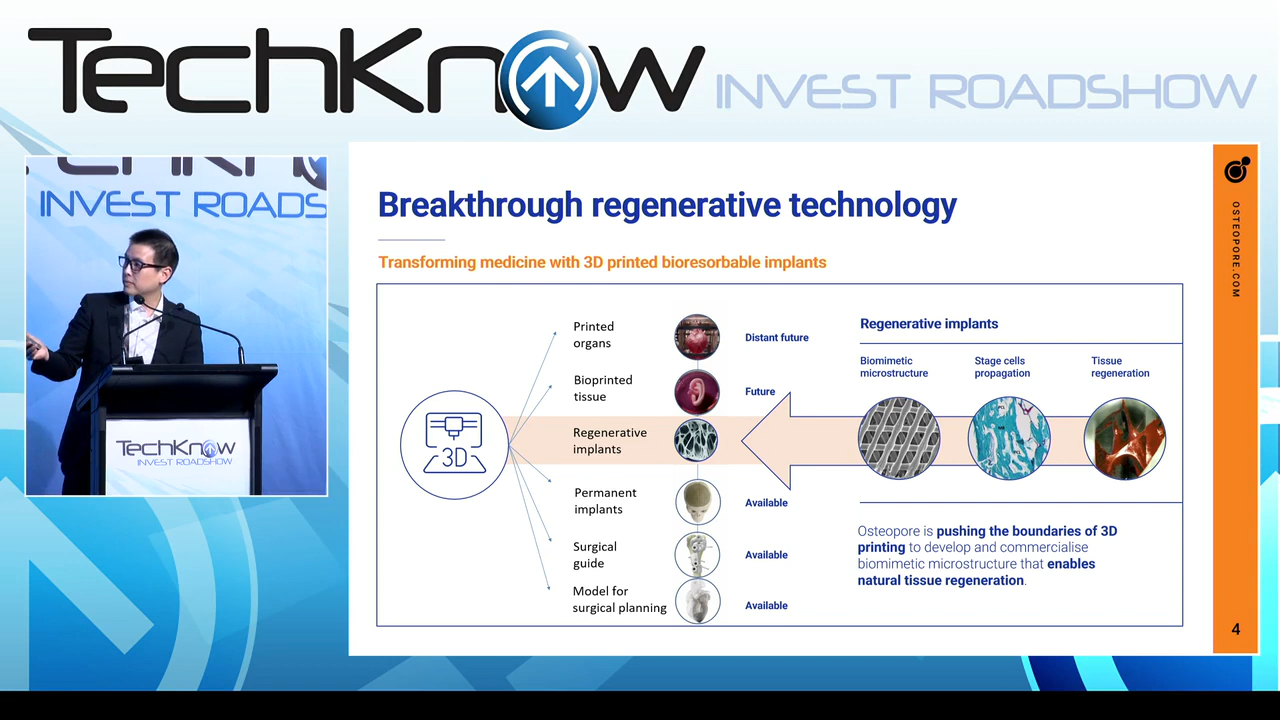 TechKnow INVEST ROADSHOW
INVEST ROADS
TechKnow
INVEST ROADSHOW
Breakthrough regenerative technology
Transforming medicine with 3D printed bioresorbable implants
3D
Printed
organs
Distant future
Bioprinted
tissue
Future
Regenerative
implants
Permanent
implants
Available
Surgical
guide
Available
Model for
surgical planning
Available
Regenerative implants
Biomimetic
microstructure
Stage cells
propagation
Tissue
regeneration
Osteopore is pushing the boundaries of 3D
printing to develop and commercialise
biomimetic microstructure that enables
natural tissue regeneration.
OSTEOPORE.COM
4